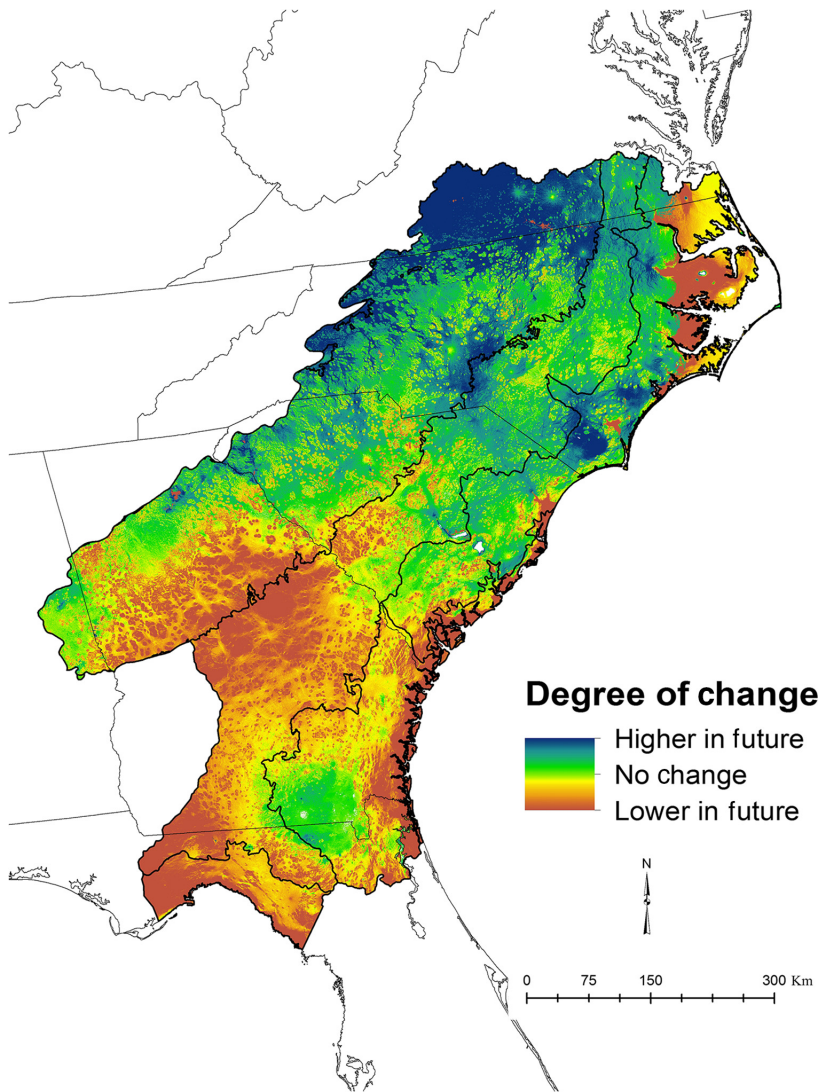 Degree of change
Higher in future
No change
Lower in future
N
0 75 150 300 Km